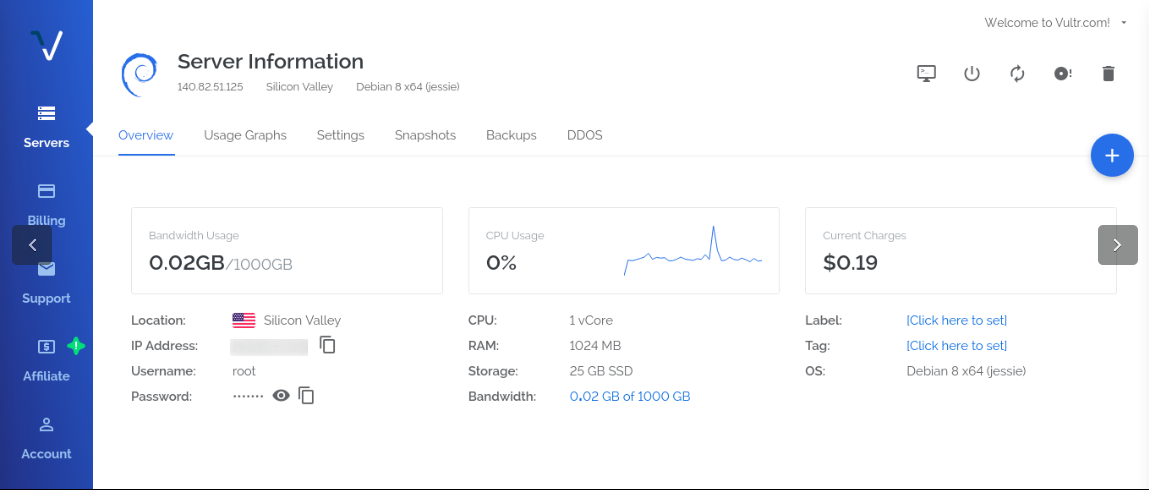 Welcome to Vultr.com!
Server Information
140.82.51.125 Silicon Valley Debian 8 x64 (jessie)
Servers
Billing
Support
Affiliate
Account
Overview Usage Graphs Settings Snapshots Backups DDOS
Bandwidth Usage
0.02GB/1000GB
CPU Usage
0%
Current Charges
$0.19
Location: Silicon Valley
IP Address:
Username: root
Password: ·······
CPU: 1 vCore
RAM: 1024 MB
Storage: 25 GB SSD
Bandwidth: 0.02 GB of 1000 GB
Label: [Click here to set]
Tag: [Click here to set]
OS: Debian 8 x64 (jessie)